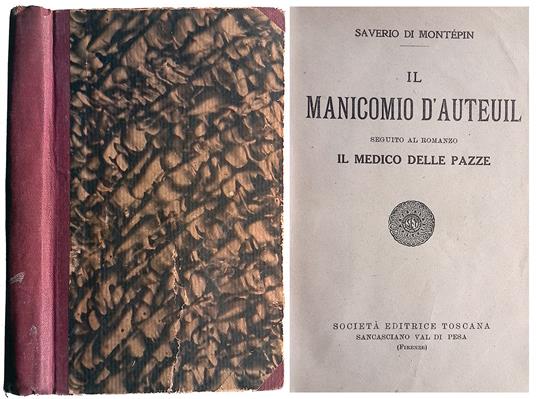 SAVERIO DI MONTÉPIN
IL
MANICOMIO D'AUTEUIL
SEGUITO AL ROMANZO
IL MEDICO DELLE PAZZE
SOCIETÀ EDITRICE TOSCANA
SANCASCIANO VAL DI PESA
(FIRENZE)